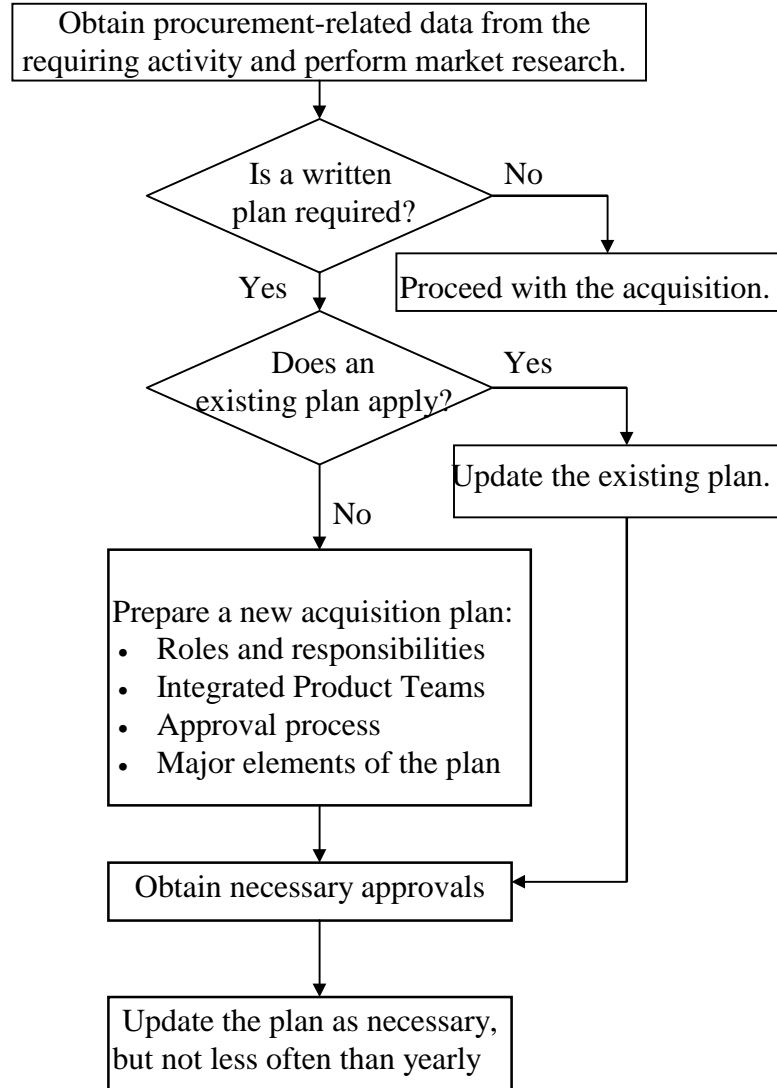 Obtain procurement-related data from the
requiring activity and perform market research.
Is a written
plan required?
No
Proceed with the acquisition.
Yes
Does an
existing plan apply?
Yes
Update the existing plan.
No
Prepare a new acquisition plan:
• Roles and responsibilities
• Integrated Product Teams
• Approval process
• Major elements of the plan
Obtain necessary approvals
Update the plan as necessary,
but not less often than yearly